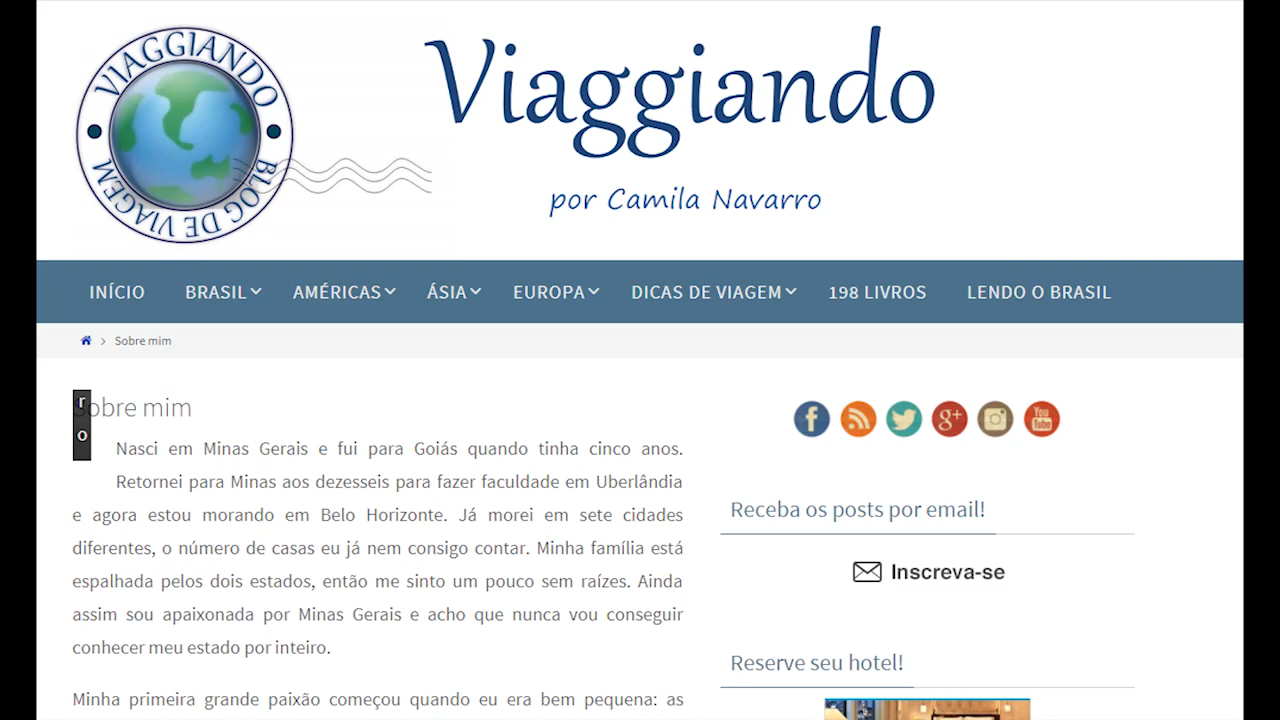 VIAGGIANDO
BLOG DE VIAGEM
Viaggiando
por Camila Navarro
INÍCIO BRASIL AMÉRICAS ÁSIA EUROPA DICAS DE VIAGEM 198 LIVROS LENDO O BRASIL
Sobre mim
r
o
Sobre mim
Nasci em Minas Gerais e fui para Goiás quando tinha cinco anos.
Retornei para Minas aos dezesseis para fazer faculdade em Uberlândia
e agora estou morando em Belo Horizonte. Já morei em sete cidades
diferentes, o número de casas eu já nem consigo contar. Minha família está
espalhada pelos dois estados, então me sinto um pouco sem raízes. Ainda
assim sou apaixonada por Minas Gerais e acho que nunca vou conseguir
conhecer meu estado por inteiro.
Minha primeira grande paixão começou quando eu era bem pequena: as
f g+ You Tube
Receba os posts por email!
Inscreva-se
Reserve seu hotel!